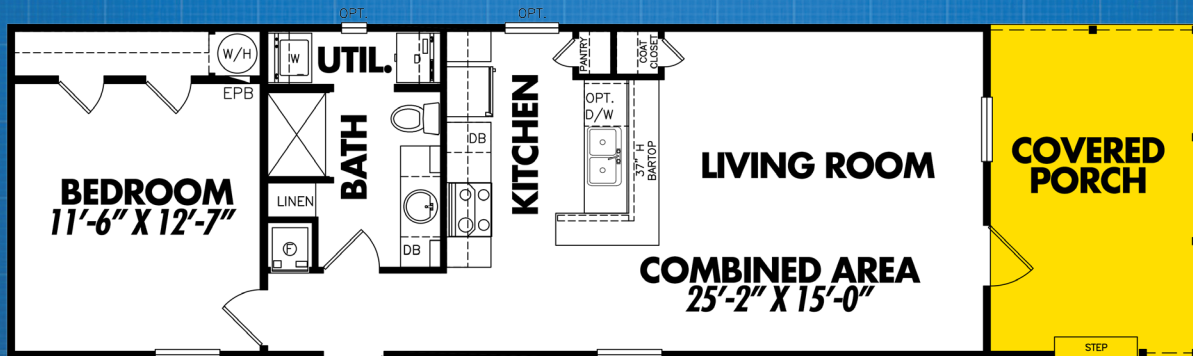 OPT.
OPT.
W/H
EPB
W
UTIL.
D
PANTRY
COAT
CLOSET
OPT.
D/W
DB
KITCHEN
BATH
37" H
BARTOP
LIVING ROOM
COVERED
PORCH
BEDROOM
11'-6" X 12'-7"
LINEN
F
DB
COMBINED AREA
25'-2" X 15'-0"
STEP